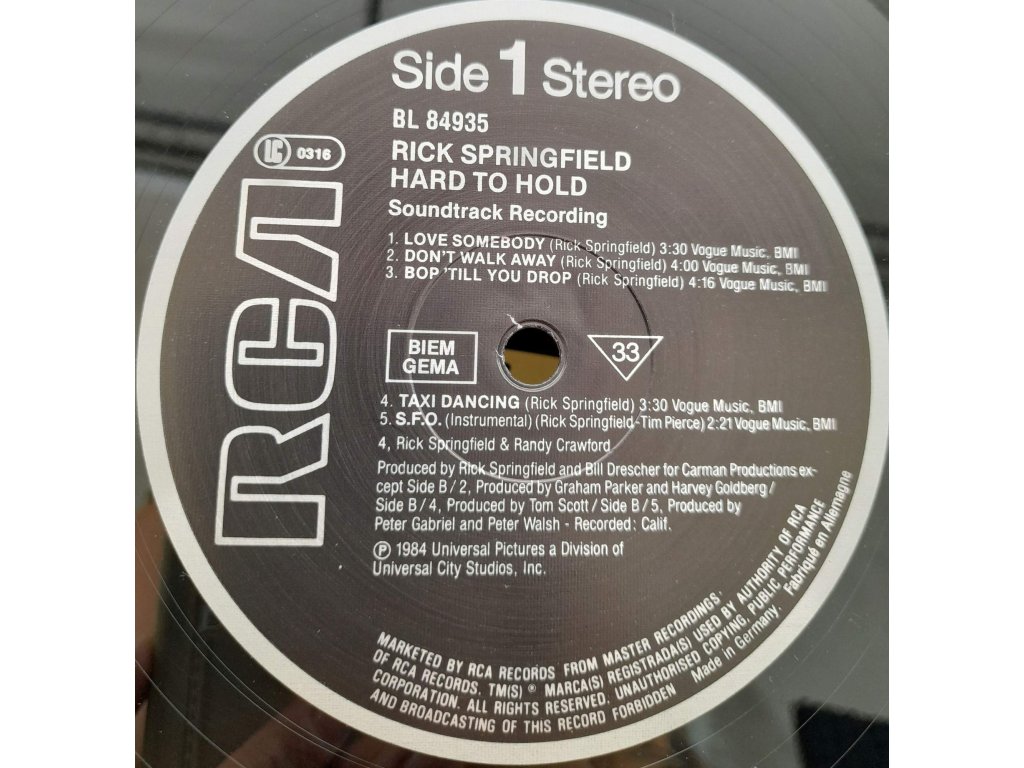 Side 1 Stereo
BL 84935
LC 0316
RICK SPRINGFIELD
HARD TO HOLD
Soundtrack Recording
1. LOVE SOMEBODY (Rick Springfield) 3:30 Vogue Music, BMI
2. DON'T WALK AWAY (Rick Springfield) 4:00 Vogue Music, BMI
3. BOP 'TILL YOU DROP (Rick Springfield) 4:16 Vogue Music, BMI
RCA
BIEM
GEMA
33
4. TAXI DANCING (Rick Springfield) 3:30 Vogue Music, BMI
5. S.F.O. (Instrumental) (Rick Springfield-Tim Pierce) 2:21 Vogue Music, BMI
4, Rick Springfield & Randy Crawford
Produced by Rick Springfield and Bill Drescher for Carman Productions ex-
cept Side B/2, Produced by Graham Parker and Harvey Goldberg/
Side B/4, Produced by Tom Scott/Side B/5, Produced by
Peter Gabriel and Peter Walsh - Recorded: Calif.
℗ 1984 Universal Pictures a Division of
Universal City Studios, Inc.
MARKETED BY RCA RECORDS FROM MASTER RECORDINGS.
OF RCA RECORDS. TM(S) ® MARCA(S) REGISTRADA(S) USED BY AUTHORITY OF RCA
CORPORATION. ALL RIGHTS RESERVED. UNAUTHORISED COPYING, PUBLIC PERFORMANCE
AND BROADCASTING OF THIS RECORD FORBIDDEN Made in Germany. Fabriqué en Allemagne